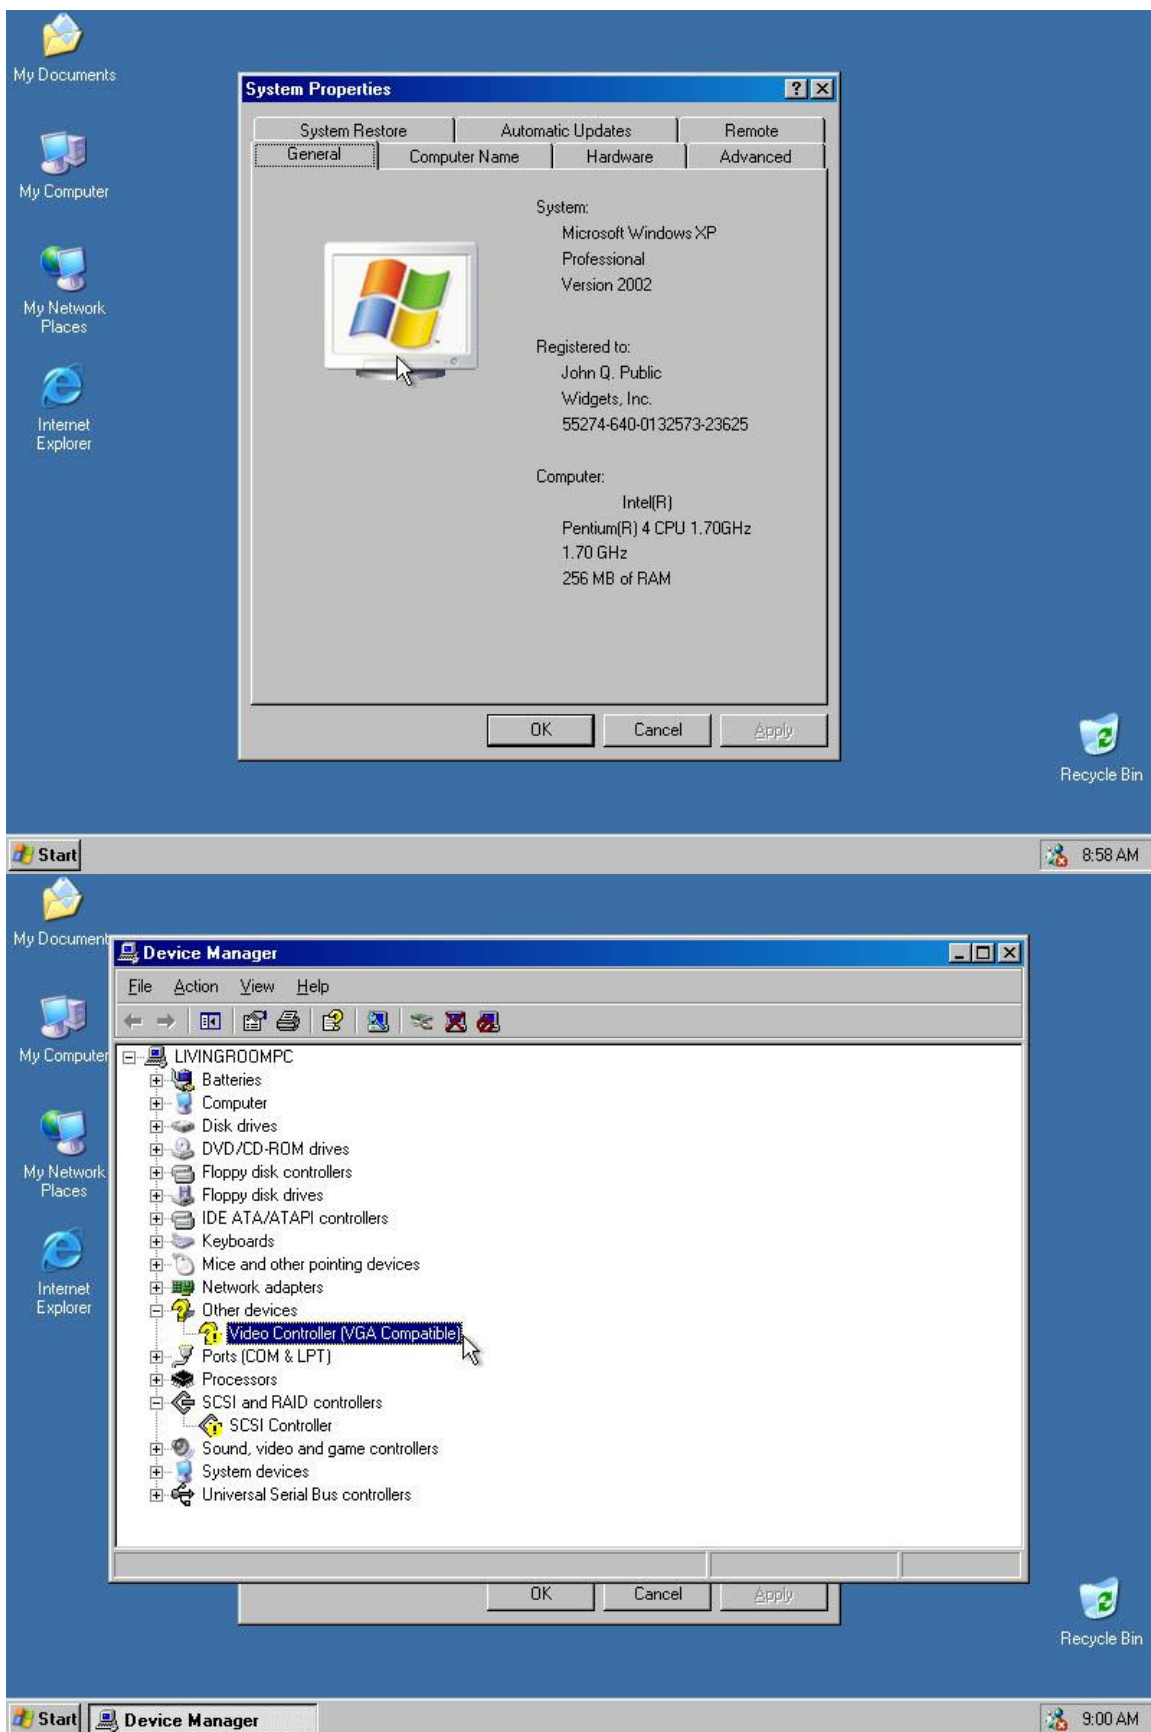 My Documents
My Computer
My Network
Places
Internet
Explorer
System Properties
System Restore
Automatic Updates
Remote
General
Computer Name
Hardware
Advanced
System:
Microsoft Windows XP
Professional
Version 2002
Registered to:
John Q. Public
Widgets, Inc.
55274-640-0132573-23625
Computer:
Intel(R)
Pentium(R) 4 CPU 1.70GHz
1.70 GHz
256 MB of RAM
OK
Cancel
Apply
Recycle Bin
Start
8:58 AM
My Document
My Computer
My Network
Places
Internet
Explorer
Device Manager
File Action View Help
LIVINGROOMPC
Batteries
Computer
Disk drives
DVD/CD-ROM drives
Floppy disk controllers
Floppy disk drives
IDE ATA/ATAPI controllers
Keyboards
Mice and other pointing devices
Network adapters
Other devices
Video Controller (VGA Compatible)
Ports (COM & LPT)
Processors
SCSI and RAID controllers
SCSI Controller
Sound, video and game controllers
System devices
Universal Serial Bus controllers
OK
Cancel
Apply
Recycle Bin
Start
Device Manager
9:00 AM